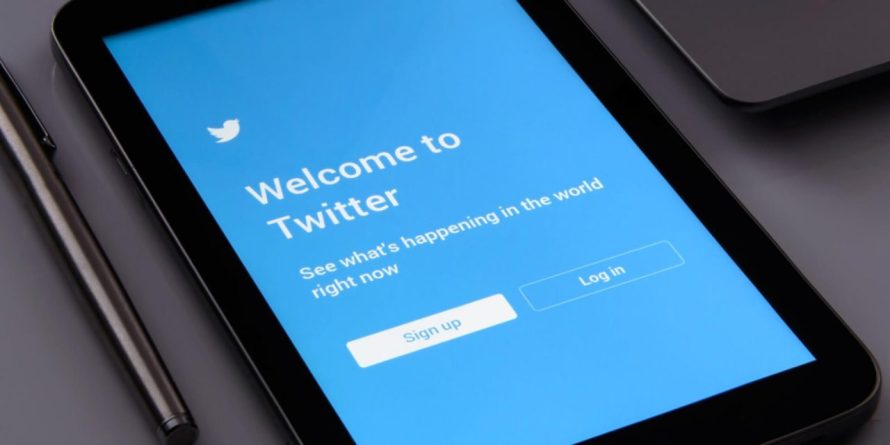 Welcome to
Twitter
See what's happening in the world
right now
Sign up
Log in